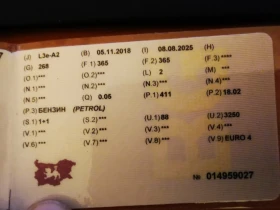 (J) L3e-A2 (B) 05.11.2018 (I) 08.08.2025 (H)
(G) 268 (F.1) 365 (F.2) 365 (F.3) ****
(O.1)*** (O.2)*** (L) 2 (M) ***
(N.1)*** (N.2)*** (N.3)*** (N.4)***
(N.5)*** (Q) 0.06 (P.1) 411 (P.2) 18.02
(P.3) БЕНЗИН (PETROL)
(S.1) 1+1 (S.2)*** (U.1) 80 (U.2) 3250
(V.1)*** (V.2)*** (V.3)*** (V.4)***
(V.6)*** (V.7)*** (V.8)*** (V.9) EURO 4
№ 014959027